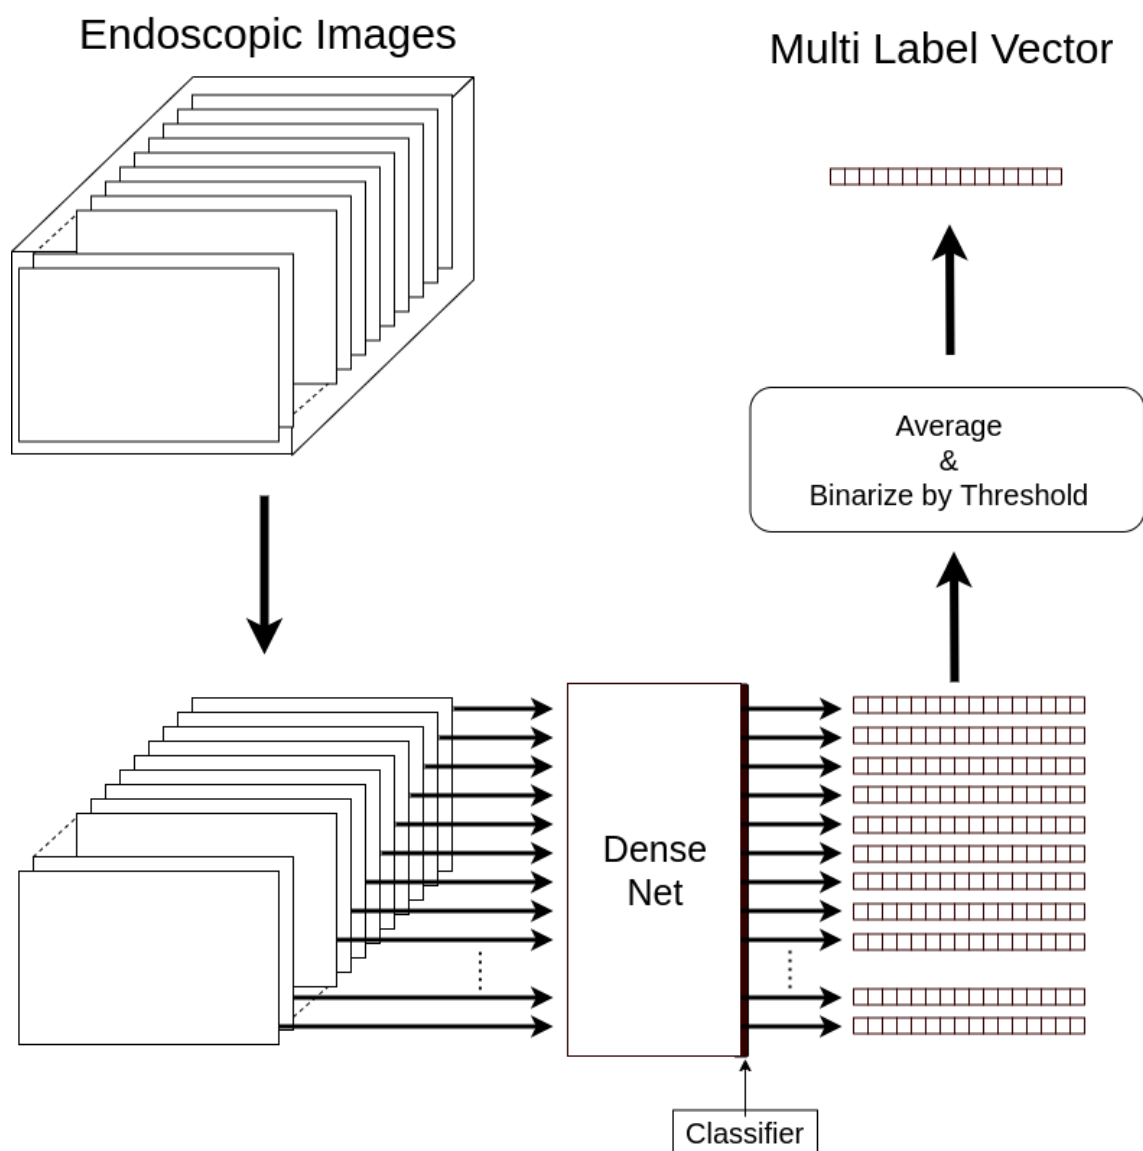 Endoscopic Images
Multi Label Vector
Average
&
Binarize by Threshold
Dense
Net
Classifier